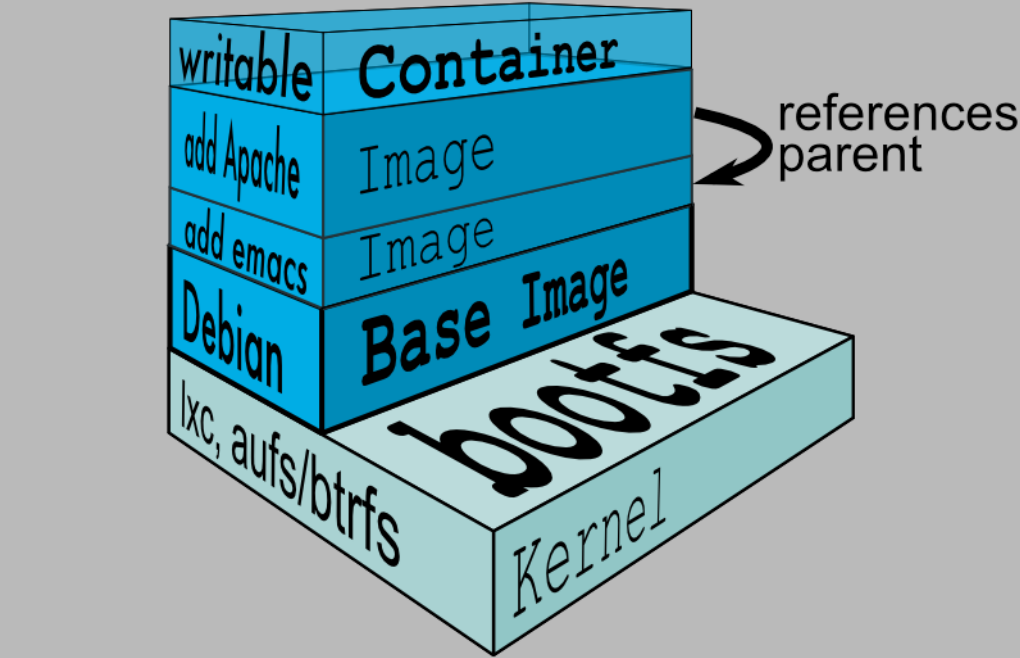 writable Container
add Apache Image
add emacs Image
Debian Base Image
references
parent
bootfs
lxc, aufs/btrfs
Kernel